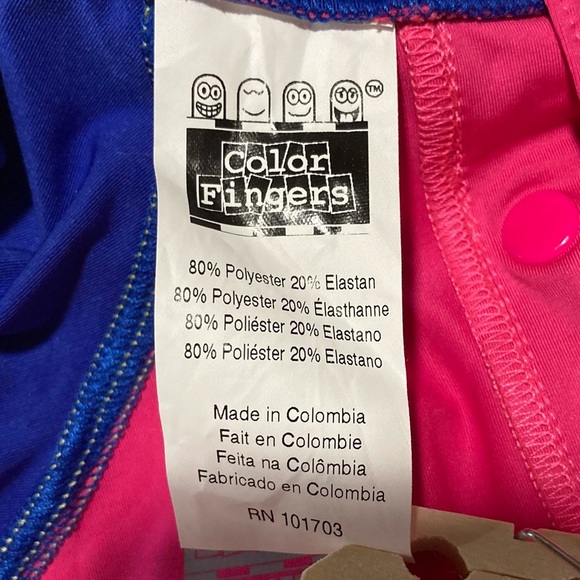 TM
Color
Fingers
80% Polyester 20% Elastan
80% Polyester 20% Élasthanne
80% Poliéster 20% Elastano
80% Poliéster 20% Elastano
Made in Colombia
Fait en Colombie
Feita na Colômbia
Fabricado en Colombia
RN 101703